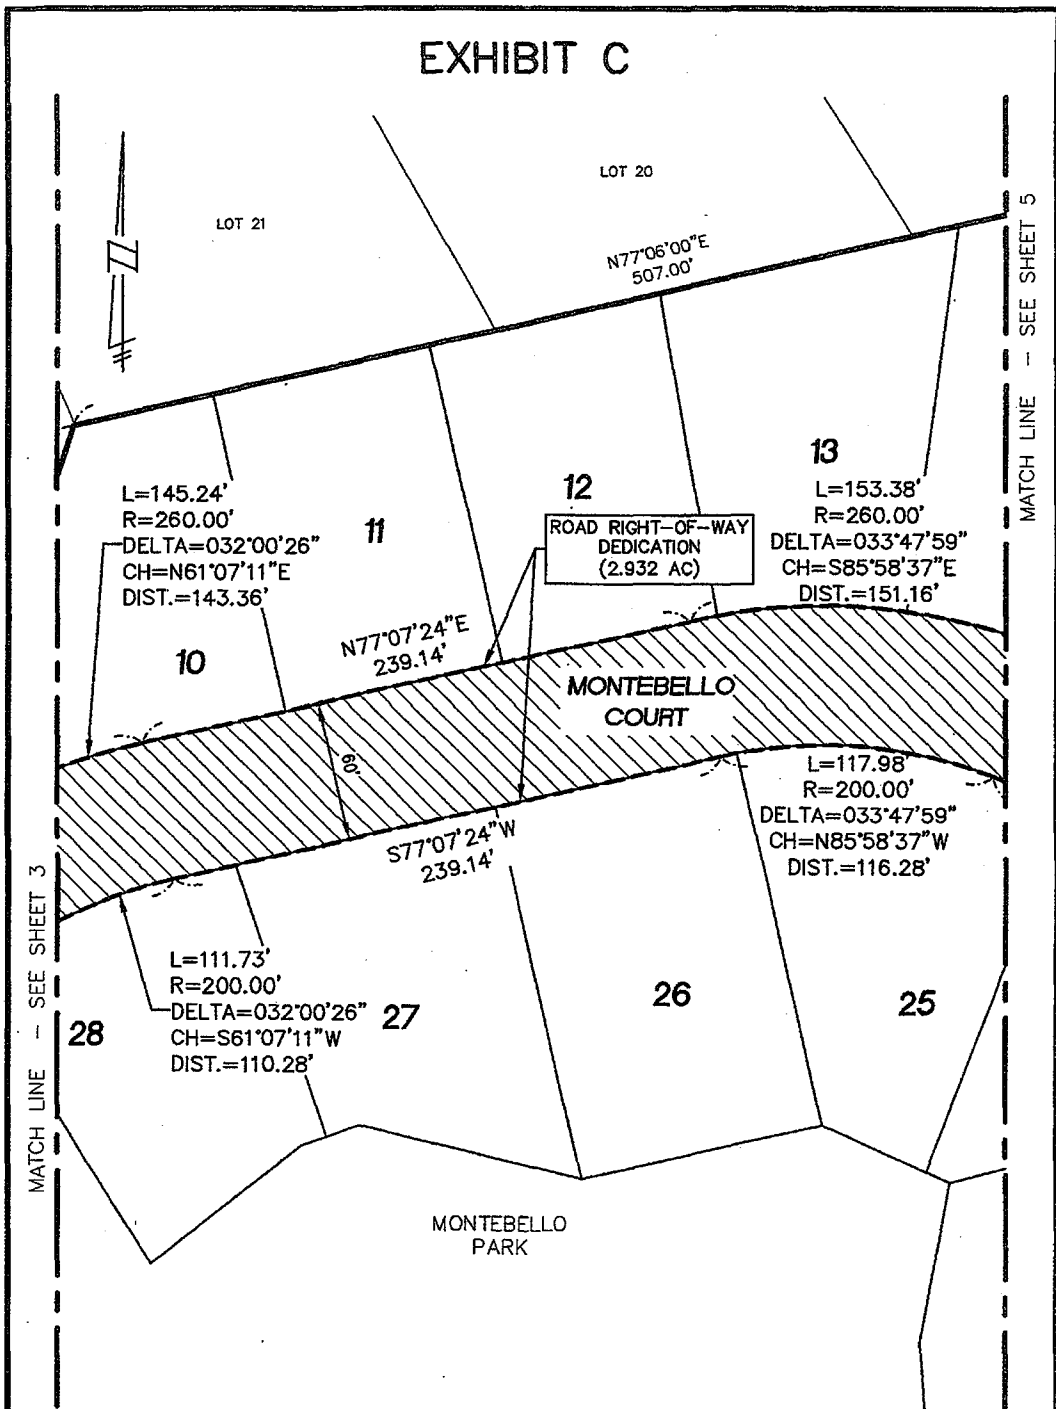 EXHIBIT C
LOT 20
LOT 21
N77°06'00"E
507.00'
MATCH LINE - SEE SHEET 5
N
13
L=153.38'
R=260.00'
DELTA=033°47'59"
CH=S85°58'37"E
DIST.=151.16'
12
11
L=145.24'
R=260.00'
DELTA=032°00'26"
CH=N61°07'11"E
DIST.=143.36'
ROAD RIGHT-OF-WAY
DEDICATION
(2.932 AC)
10
N77°07'24"E
239.14'
MONTEBELLO
COURT
60'
S77°07'24"W
239.14'
L=117.98'
R=200.00'
DELTA=033°47'59"
CH=N85°58'37"W
DIST.=116.28'
MATCH LINE - SEE SHEET 3
L=111.73'
R=200.00'
DELTA=032°00'26"
CH=S61°07'11"W
DIST.=110.28'
28
27
26
25
MONTEBELLO
PARK